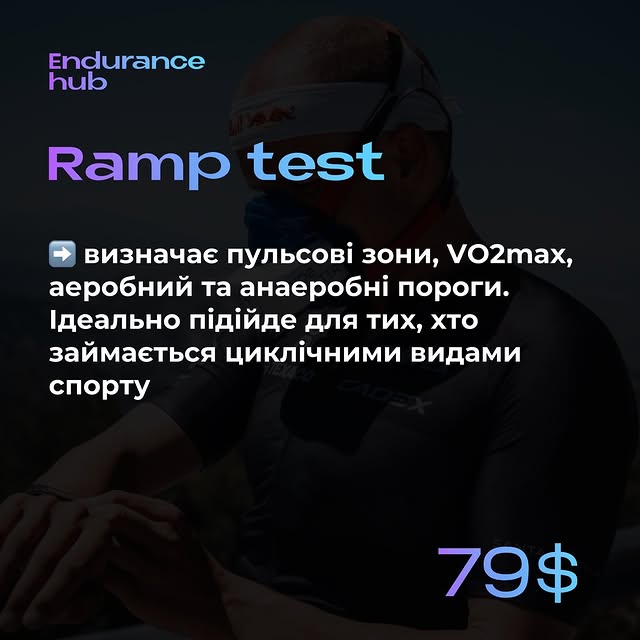 Endurance
hub
Ramp test
➡️ визначає пульсові зони, VO2max,
аеробний та анаеробні пороги.
Ідеально підійде для тих, хто
займається циклічними видами
спорту
CADEX
79$